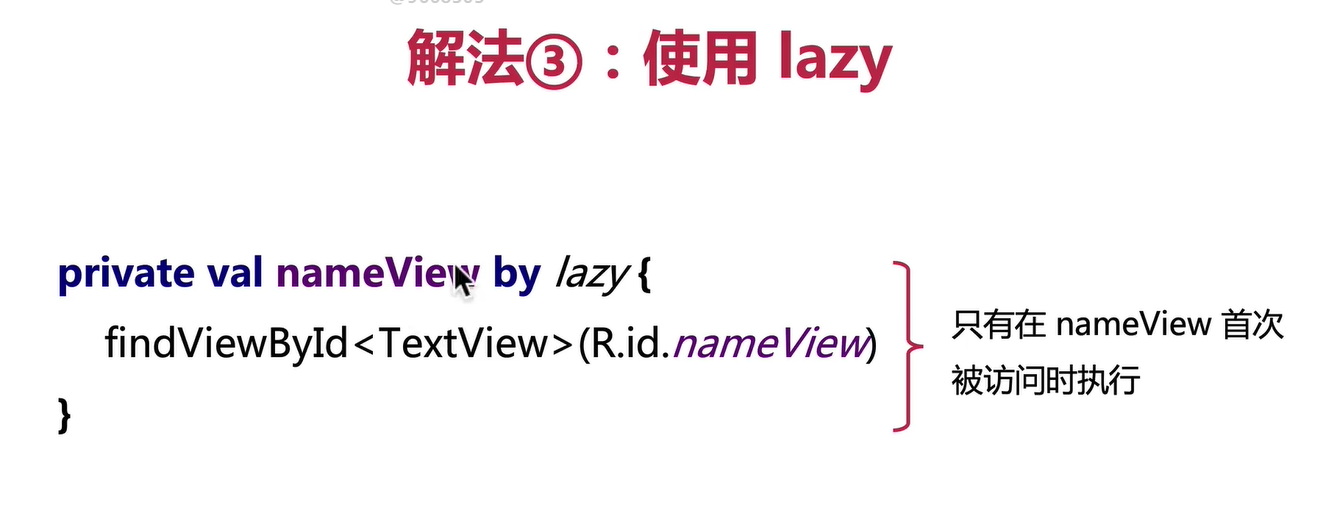 解法③：使用 lazy
private val nameView by lazy {
findViewById<TextView>(R.id.nameView)
}
只有在 nameView 首次
被访问时执行